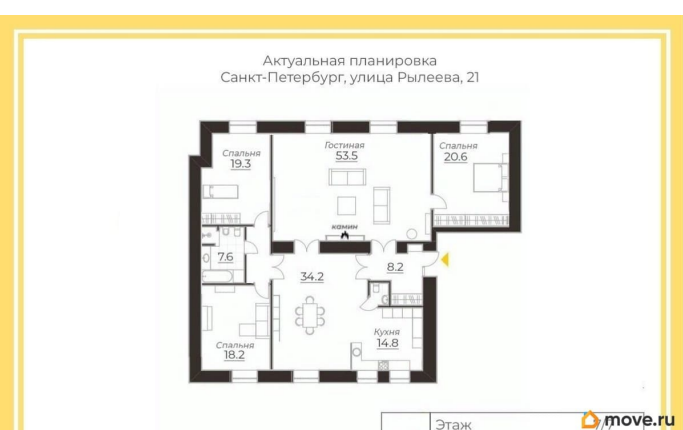 Актуальная планировка
Санкт-Петербург, улица Рылеева, 21
Спальня
19.3
Гостиная
53.5
Спальня
20.6
камин
7.6
34.2
8.2
Спальня
18.2
Кухня
14.8
Этаж
move.ru